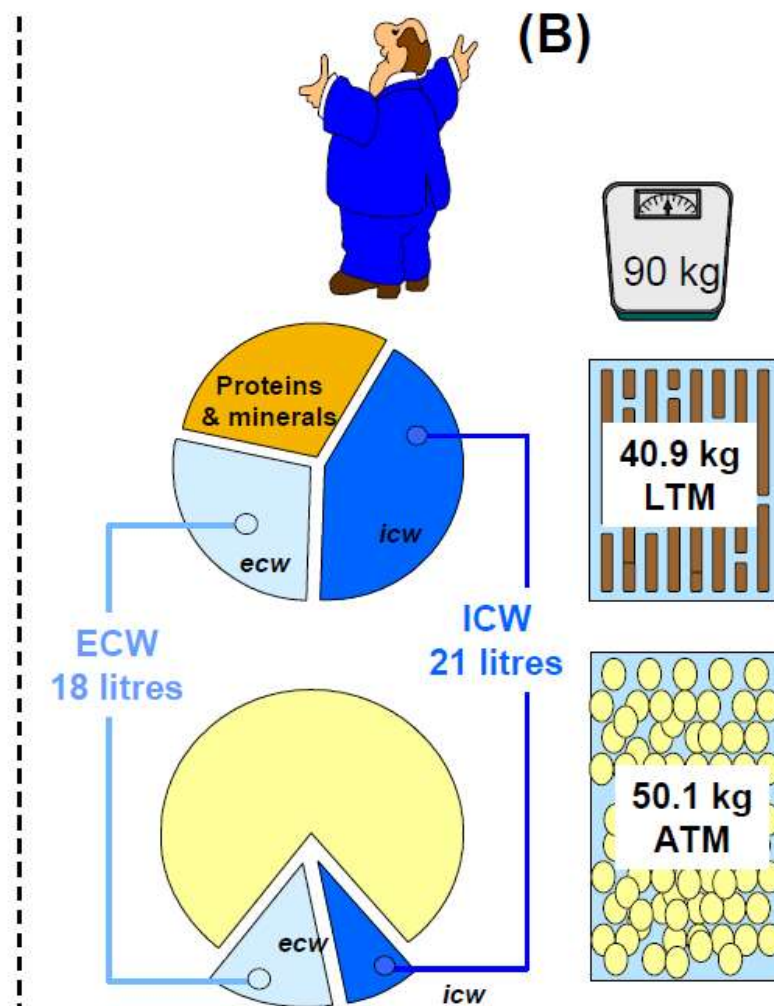 (B)
90 kg
Proteins
& minerals
40.9 kg
LTM
ecw
icw
ECW
18 litres
ICW
21 litres
50.1 kg
ATM
ecw
icw